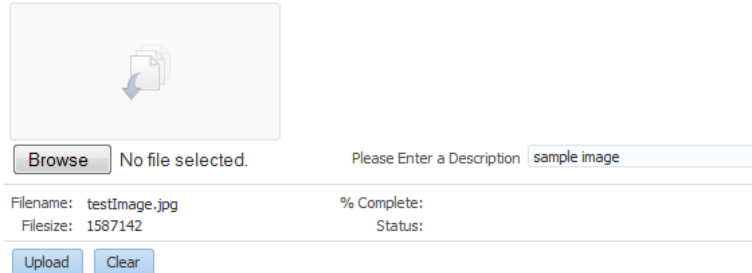 Browse No file selected. Please Enter a Description sample image
Filename: testImage.jpg % Complete:
Filesize: 1587142 Status:
Upload Clear